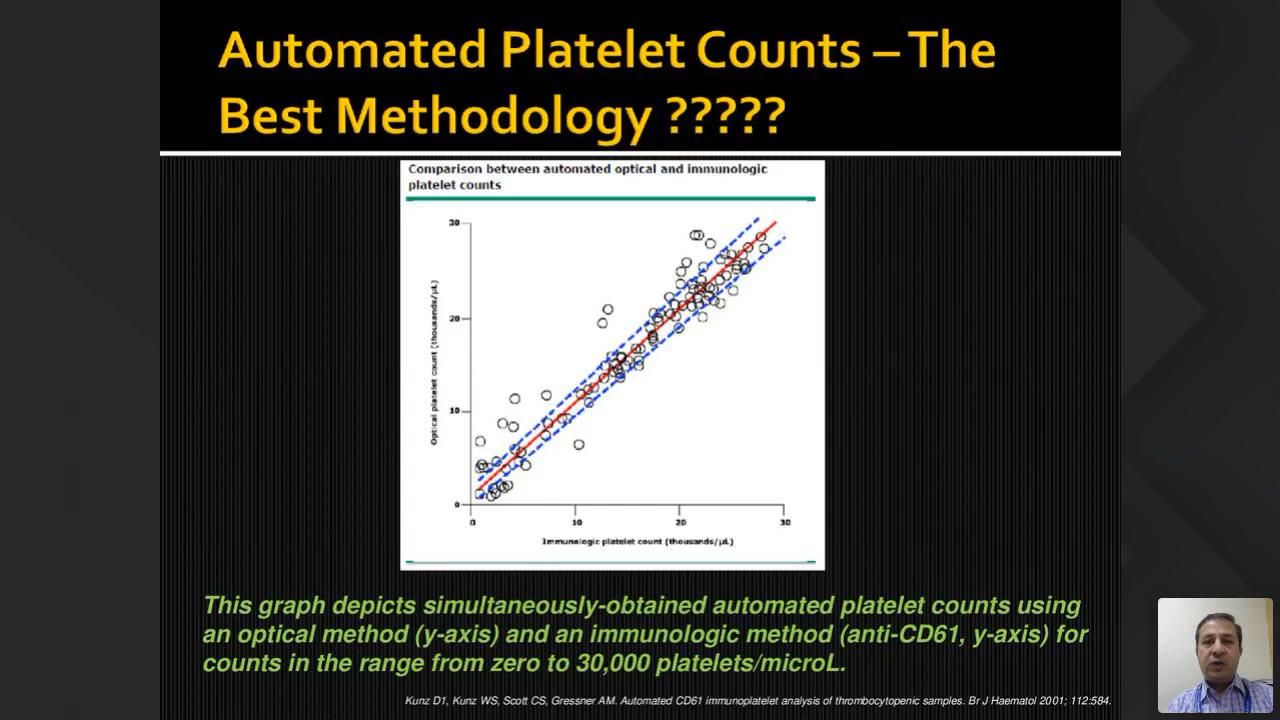 Automated Platelet Counts – The
Best Methodology ?????
Comparison between automated optical and immunologic
platelet counts
30
20
10
0
Optical platelet count (thousands/µL)
0 10 20 30
Immunologic platelet count (thousands/µL)
This graph depicts simultaneously-obtained automated platelet counts using
an optical method (y-axis) and an immunologic method (anti-CD61, y-axis) for
counts in the range from zero to 30,000 platelets/microL.
Kunz D1, Kunz WS, Scott CS, Gressner AM. Automated CD61 immunoplatelet analysis of thrombocytopenic samples. Br J Haematol 2001; 112:584.